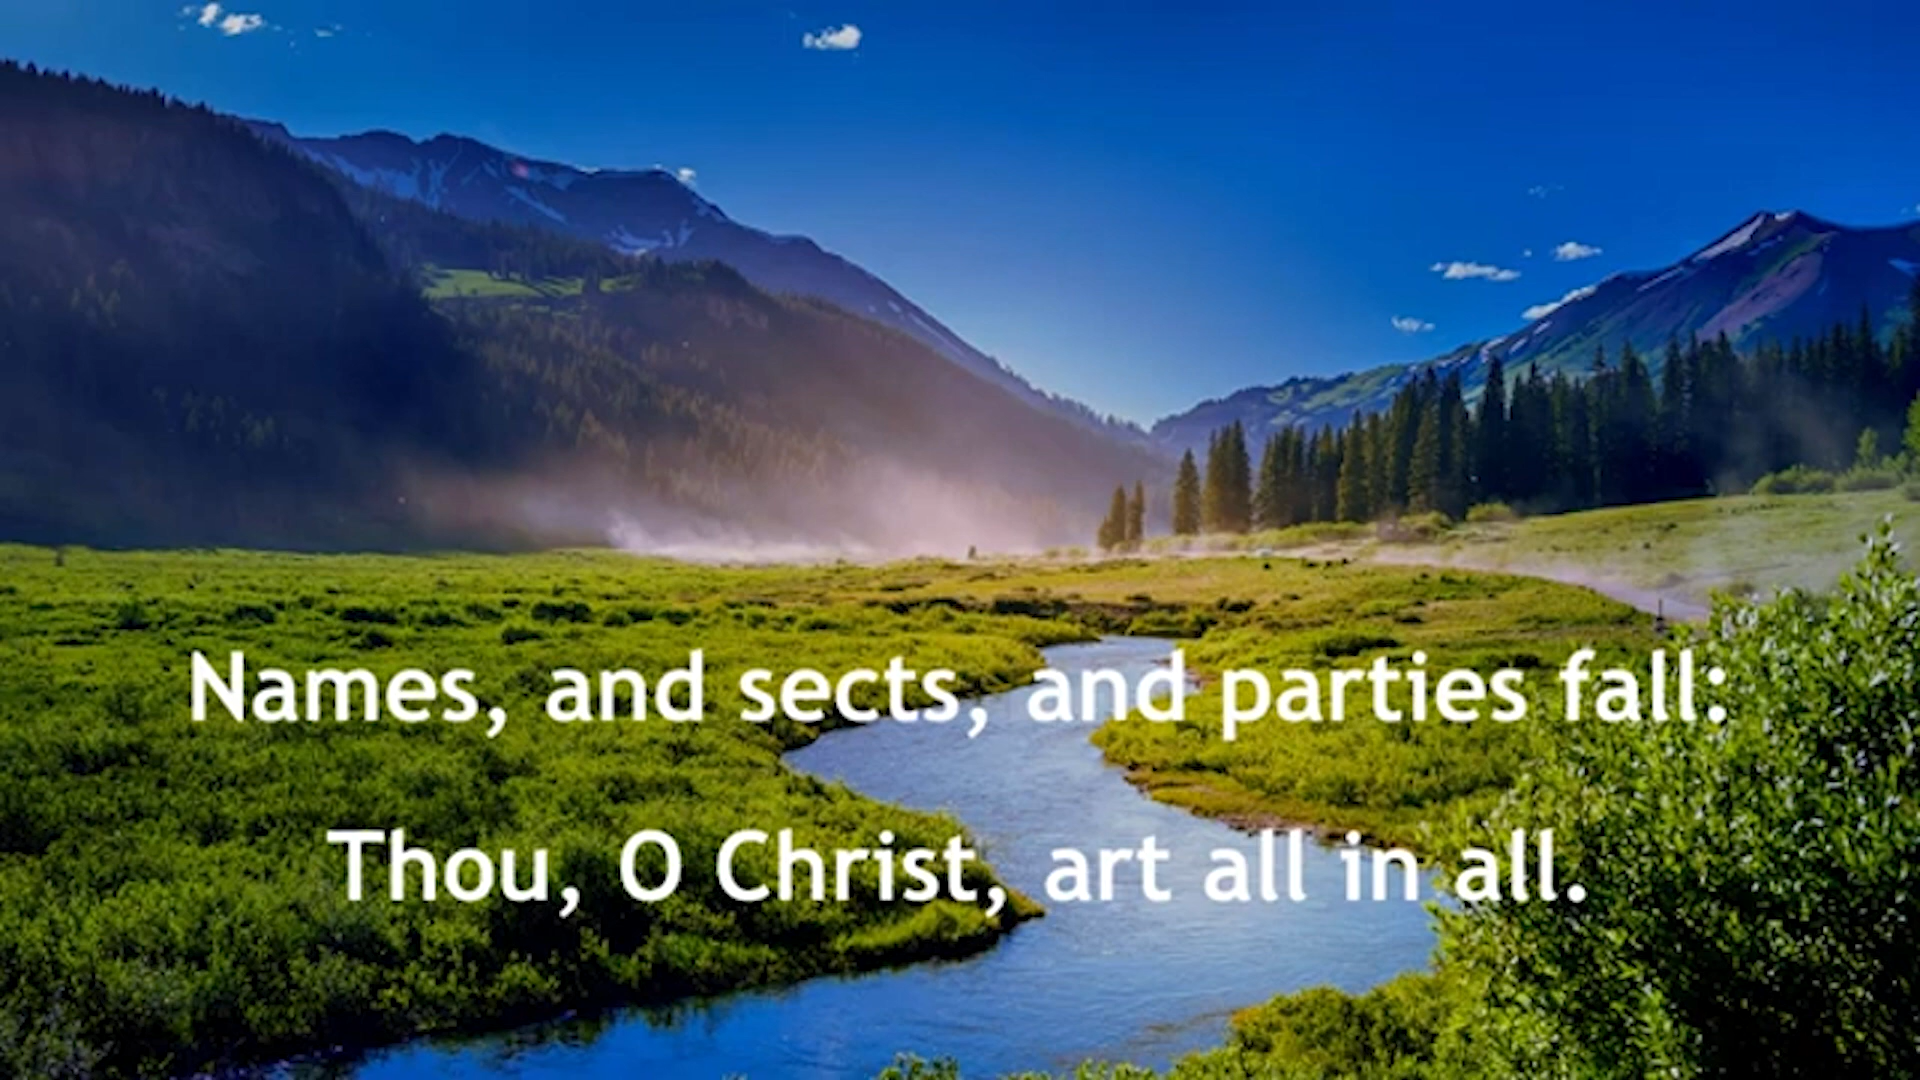 Names, and sects, and parties fall:
Thou, O Christ, art all in all.